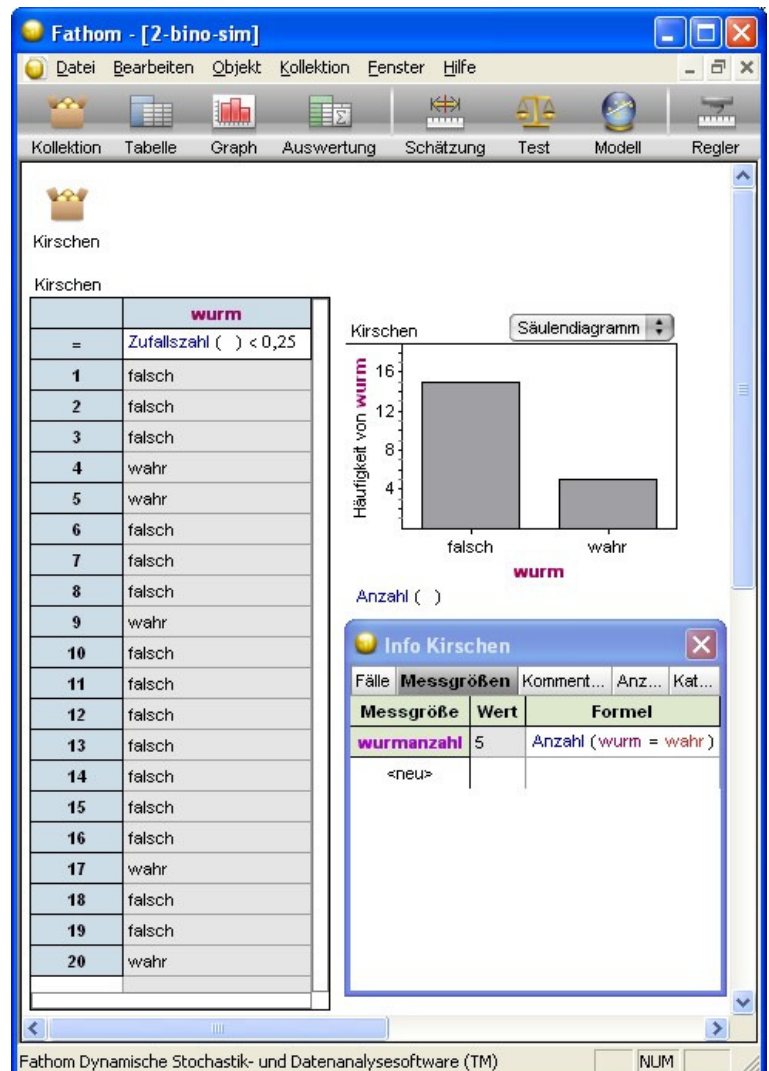 Fathom - [2-bino-sim]
Datei Bearbeiten Objekt Kollektion Fenster Hilfe
Kollektion Tabelle Graph Auswertung Schätzung Test Modell Regler
Kirschen
Kirschen
wurm
= Zufallszahl ( ) < 0,25
1 falsch
2 falsch
3 falsch
4 wahr
5 wahr
6 falsch
7 falsch
8 falsch
9 wahr
10 falsch
11 falsch
12 falsch
13 falsch
14 falsch
15 falsch
16 falsch
17 wahr
18 falsch
19 falsch
20 wahr
Kirschen Säulendiagramm
Häufigkeit von wurm
16
12
8
4
falsch wahr
wurm
Anzahl ( )
Info Kirschen
Fälle Messgrößen Komment... Anz... Kat...
Messgröße Wert Formel
wurmanzahl 5 Anzahl (wurm = wahr)
<neu>
Fathom Dynamische Stochastik- und Datenanalysesoftware (TM) NUM